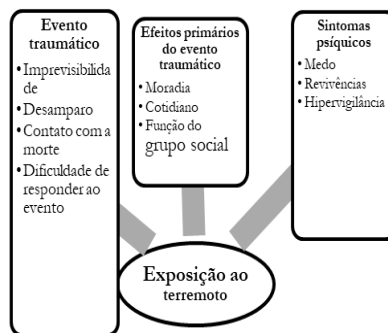 Evento
traumático
• Imprevisibilida
de
• Desamparo
• Contato com a
morte
• Dificuldade de
responder ao
evento
Efeitos primários
do evento
traumático
• Moradia
• Cotidiano
• Função do
grupo social
Sintomas
psíquicos
• Medo
• Revivências
• Hipervigilância
Exposição ao
terremoto